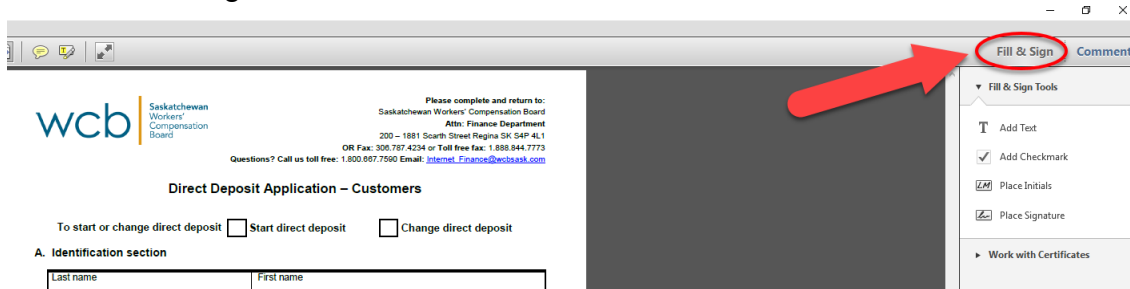 Fill & Sign Comment
Fill & Sign Tools
T Add Text
Add Checkmark
LM Place Initials
Place Signature
Work with Certificates
wcb
Saskatchewan
Workers'
Compensation
Board
Please complete and return to:
Saskatchewan Workers' Compensation Board
Attn: Finance Department
200 – 1881 Scarth Street Regina SK S4P 4L1
OR Fax: 306.787.4234 or Toll free fax: 1.888.844.7773
Questions? Call us toll free: 1.800.667.7590 Email: Internet_Finance@wcbsask.com
Direct Deposit Application – Customers
To start or change direct deposit Start direct deposit Change direct deposit
A. Identification section
Last name First name